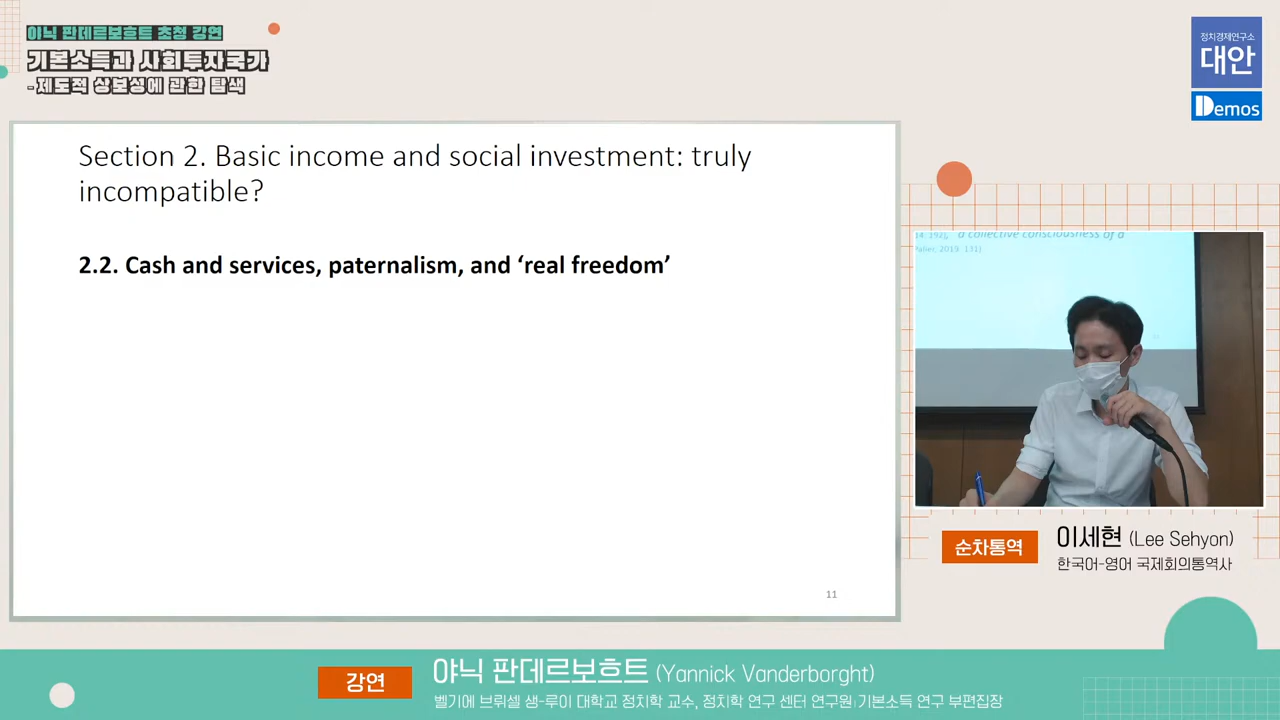 야닉 판데르보흐트 초청 강연
기본소득과 사회투자국가
-제도적 상보성에 관한 탐색
정치경제연구소
대안
Demos
Section 2. Basic income and social investment: truly
incompatible?
2.2. Cash and services, paternalism, and ‘real freedom’
11
a collective consciousness of a
순차통역
이세현 (Lee Sehyon)
한국어-영어 국제회의통역사
강연
야닉 판데르보흐트 (Yannick Vanderborght)
벨기에 브뤼셀 생-루이 대학교 정치학 교수, 정치학 연구 센터 연구원, 기본소득 연구 부편집장